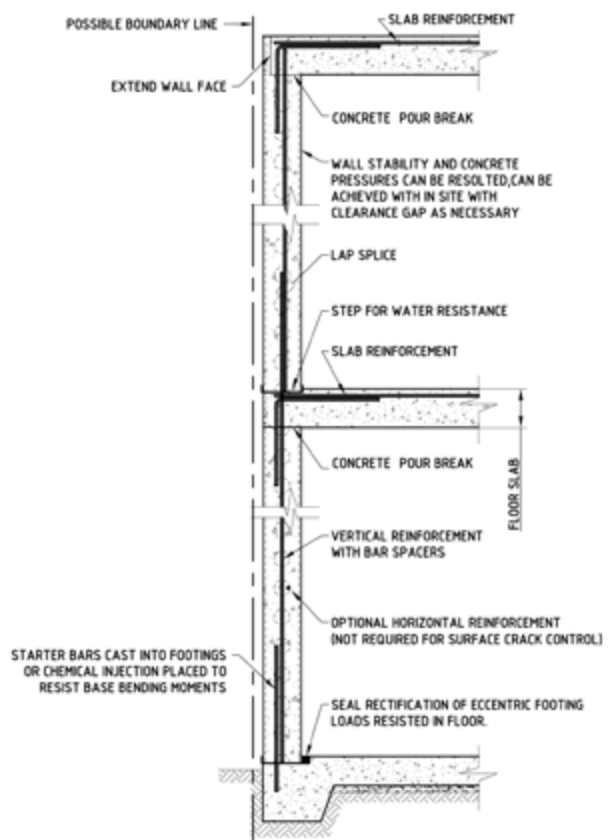 POSSIBLE BOUNDARY LINE
SLAB REINFORCEMENT
EXTEND WALL FACE
CONCRETE POUR BREAK
WALL STABILITY AND CONCRETE
PRESSURES CAN BE RESOLTED,CAN BE
ACHIEVED WITH IN SITE WITH
CLEARANCE GAP AS NECESSARY
LAP SPLICE
STEP FOR WATER RESISTANCE
SLAB REINFORCEMENT
CONCRETE POUR BREAK
FLOOR SLAB
VERTICAL REINFORCEMENT
WITH BAR SPACERS
OPTIONAL HORIZONTAL REINFORCEMENT
(NOT REQUIRED FOR SURFACE CRACK CONTROL)
STARTER BARS CAST INTO FOOTINGS
OR CHEMICAL INJECTION PLACED TO
RESIST BASE BENDING MOMENTS
SEAL RECTIFICATION OF ECCENTRIC FOOTING
LOADS RESISTED IN FLOOR.